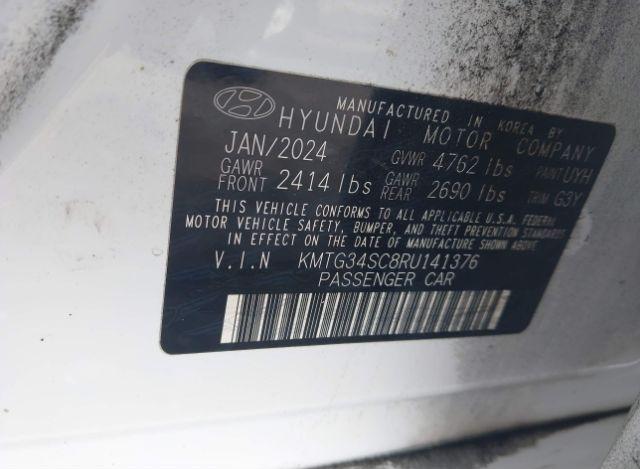 MANUFACTURED IN KOREA BY
HYUNDAI MOTOR COMPANY
JAN/2024 GVWR 4762 lbs PAINT UYH
GAWR FRONT 2414 lbs GAWR REAR 2690 lbs TRIM G3Y
THIS VEHICLE CONFORMS TO ALL APPLICABLE U.S.A. FEDERAL
MOTOR VEHICLE SAFETY, BUMPER, AND THEFT PREVENTION STANDARDS
IN EFFECT ON THE DATE OF MANUFACTURE SHOWN ABOVE.
V.I.N KMTG34SC8RU141376
PASSENGER CAR